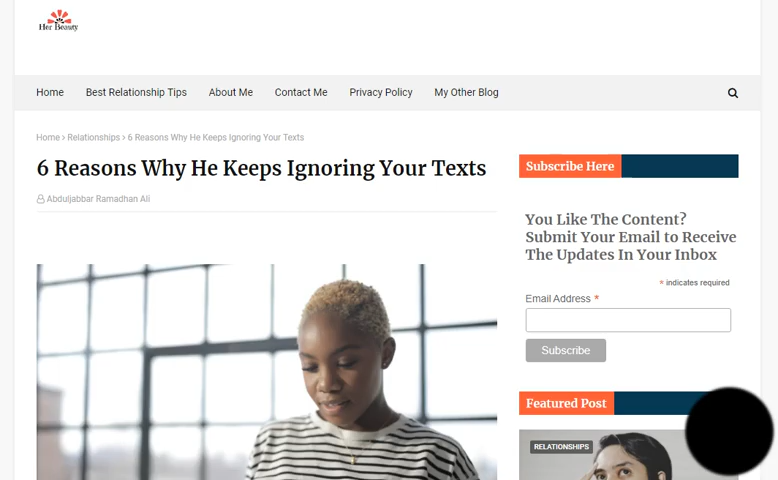 Her Beauty
Home Best Relationship Tips About Me Contact Me Privacy Policy My Other Blog
Home › Relationships › 6 Reasons Why He Keeps Ignoring Your Texts
6 Reasons Why He Keeps Ignoring Your Texts
Abduljabbar Ramadhan Ali
Subscribe Here
You Like The Content?
Submit Your Email to Receive
The Updates In Your Inbox
* indicates required
Email Address *
Subscribe
Featured Post
RELATIONSHIPS